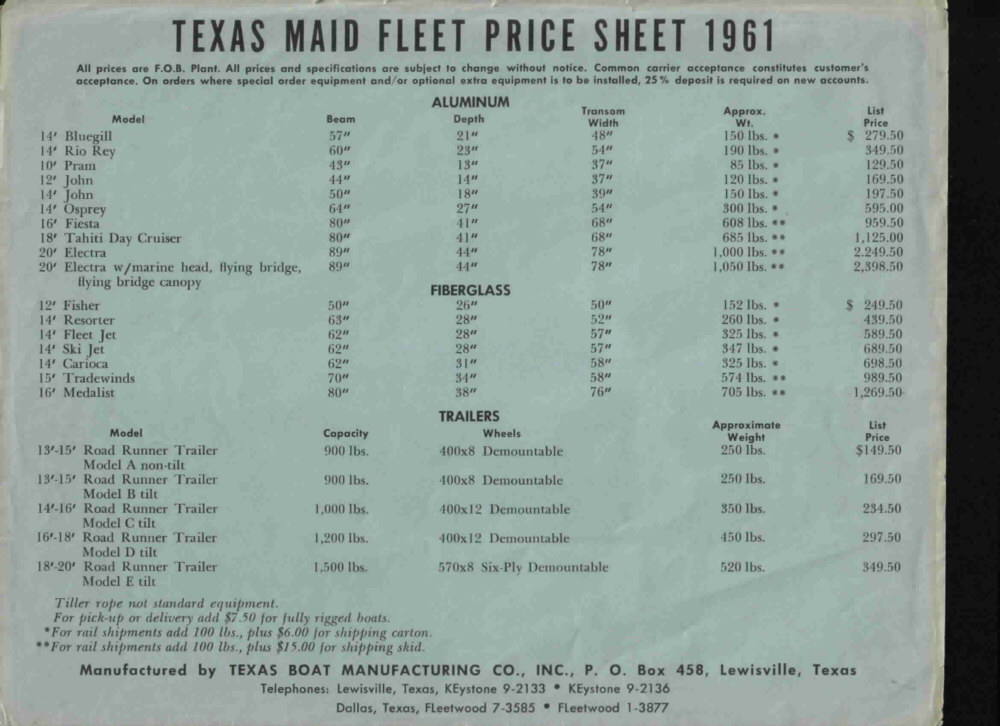 TEXAS MAID FLEET PRICE SHEET 1961
All prices are F.O.B. Plant. All prices and specifications are subject to change without notice. Common carrier acceptance constitutes customer's
acceptance. On orders where special order equipment and/or optional extra equipment is to be installed, 25% deposit is required on new accounts.
ALUMINUM
Model Beam Depth Transom Width Approx. Wt. List Price
14′ Bluegill 57″ 21″ 48″ 150 lbs. * $ 279.50
14′ Rio Rey 60″ 23″ 54″ 190 lbs. * 349.50
10′ Pram 43″ 13″ 37″ 85 lbs. * 129.50
12′ John 44″ 14″ 37″ 120 lbs. * 169.50
14′ John 50″ 18″ 39″ 150 lbs. * 197.50
14′ Osprey 64″ 27″ 54″ 300 lbs. * 595.00
16′ Fiesta 80″ 41″ 68″ 608 lbs. ** 959.50
18′ Tahiti Day Cruiser 80″ 41″ 68″ 685 lbs. ** 1,125.00
20′ Electra 89″ 44″ 78″ 1,000 lbs. ** 2.249.50
20′ Electra w/marine head, flying bridge, 89″ 44″ 78″ 1,050 lbs. ** 2,398.50
flying bridge canopy
FIBERGLASS
12′ Fisher 50″ 26″ 50″ 152 lbs. * $ 249.50
14′ Resorter 63″ 28″ 52″ 260 lbs. * 439.50
14′ Fleet Jet 62″ 28″ 57″ 325 lbs. * 589.50
14′ Ski Jet 62″ 28″ 57″ 347 lbs. * 689.50
14′ Carioca 62″ 31″ 58″ 325 lbs. * 698.50
15′ Tradewinds 70″ 34″ 58″ 574 lbs. ** 989.50
16′ Medalist 80″ 38″ 76″ 705 lbs. ** 1,269.50
TRAILERS
Model Capacity Wheels Approximate Weight List Price
13′-15′ Road Runner Trailer 900 lbs. 400x8 Demountable 250 lbs. $149.50
Model A non-tilt
13′-15′ Road Runner Trailer 900 lbs. 400x8 Demountable 250 lbs. 169.50
Model B tilt
14′-16′ Road Runner Trailer 1,000 lbs. 400x12 Demountable 350 lbs. 234.50
Model C tilt
16′-18′ Road Runner Trailer 1,200 lbs. 400x12 Demountable 450 lbs. 297.50
Model D tilt
18′-20′ Road Runner Trailer 1,500 lbs. 570x8 Six-Ply Demountable 520 lbs. 349.50
Model E tilt
Tiller rope not standard equipment.
For pick-up or delivery add $7.50 for fully rigged boats.
*For rail shipments add 100 lbs., plus $6.00 for shipping carton.
**For rail shipments add 100 lbs., plus $15.00 for shipping skid.
Manufactured by TEXAS BOAT MANUFACTURING CO., INC., P. O. Box 458, Lewisville, Texas
Telephones: Lewisville, Texas, KEystone 9-2133 * KEystone 9-2136
Dallas, Texas, FLeetwood 7-3585 * FLeetwood 1-3877